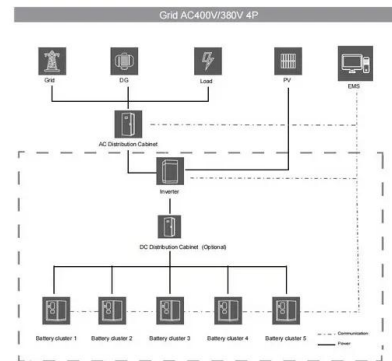 Grid AC400V/380V 4P
Grid
DG
Load
PV
EMS
AC Distribution Cabinet
Inverter
DC Distribution Cabinet (Optional)
Battery cluster 1
Battery cluster 2
Battery cluster 3
Battery cluster 4
Battery cluster 5
Communication
Power